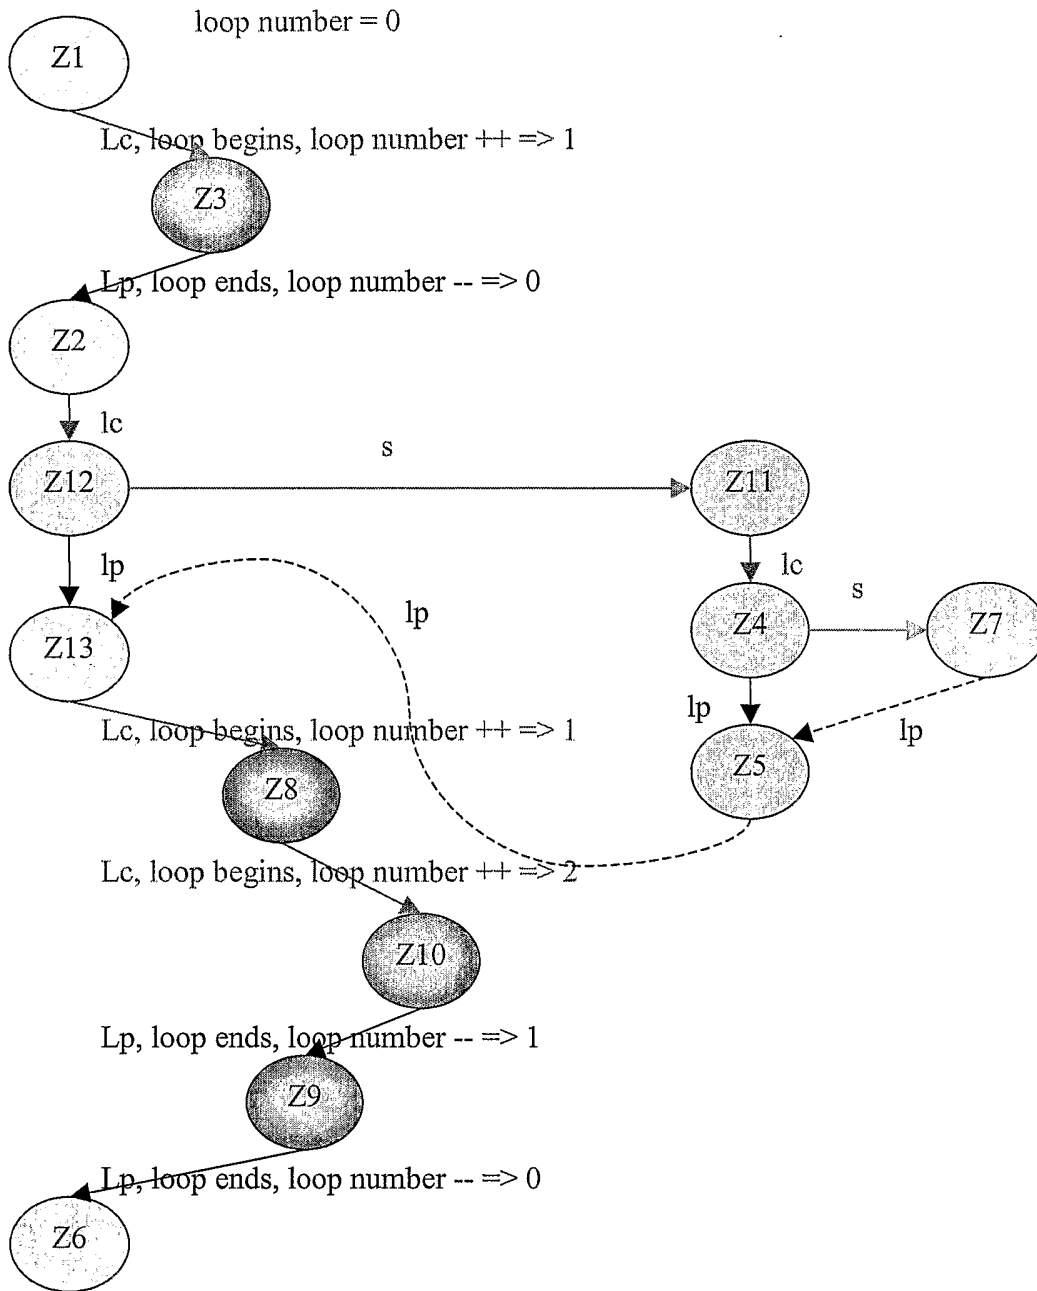 loop number = 0
Z1
Lc, loop begins, loop number ++ => 1
Z3
Lp, loop ends, loop number -- => 0
Z2
lc
s
Z12
Z11
lp
lc
lp
s
Z13
Z4
Z7
Lc, loop begins, loop number ++ => 1
lp
lp
Z8
Z5
Lc, loop begins, loop number ++ => 2
Z10
Lp, loop ends, loop number -- => 1
Z9
Lp, loop ends, loop number -- => 0
Z6